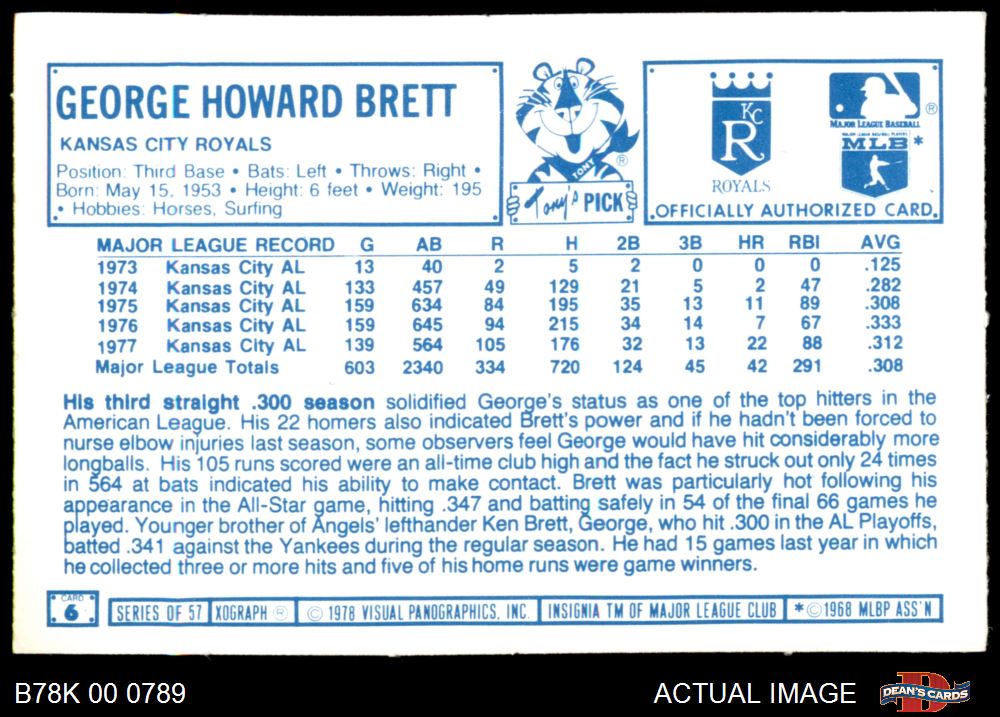 GEORGE HOWARD BRETT
KANSAS CITY ROYALS
Position: Third Base • Bats: Left • Throws: Right •
Born: May 15, 1953 • Height: 6 feet • Weight: 195
• Hobbies: Horses, Surfing
TONY
®
Tony's PICK
KC
R
ROYALS
®
MAJOR LEAGUE BASEBALL
MAJOR LEAGUE BASEBALL PLAYERS
MLB*
OFFICIALLY AUTHORIZED CARD.
MAJOR LEAGUE RECORD G AB R H 2B 3B HR RBI AVG
1973 Kansas City AL 13 40 2 5 2 0 0 0 .125
1974 Kansas City AL 133 457 49 129 21 5 2 47 .282
1975 Kansas City AL 159 634 84 195 35 13 11 89 .308
1976 Kansas City AL 159 645 94 215 34 14 7 67 .333
1977 Kansas City AL 139 564 105 176 32 13 22 88 .312
Major League Totals 603 2340 334 720 124 45 42 291 .308
His third straight .300 season solidified George's status as one of the top hitters in the
American League. His 22 homers also indicated Brett's power and if he hadn't been forced to
nurse elbow injuries last season, some observers feel George would have hit considerably more
longballs. His 105 runs scored were an all-time club high and the fact he struck out only 24 times
in 564 at bats indicated his ability to make contact. Brett was particularly hot following his
appearance in the All-Star game, hitting .347 and batting safely in 54 of the final 66 games he
played. Younger brother of Angels' lefthander Ken Brett, George, who hit .300 in the AL Playoffs,
batted .341 against the Yankees during the regular season. He had 15 games last year in which
he collected three or more hits and five of his home runs were game winners.
CARD
6
SERIES OF 57 XOGRAPH ® © 1978 VISUAL PANOGRAPHICS, INC. INSIGNIA TM OF MAJOR LEAGUE CLUB *©1968 MLBP ASS'N
B78K 00 0789
ACTUAL IMAGE
DEAN'S CARDS